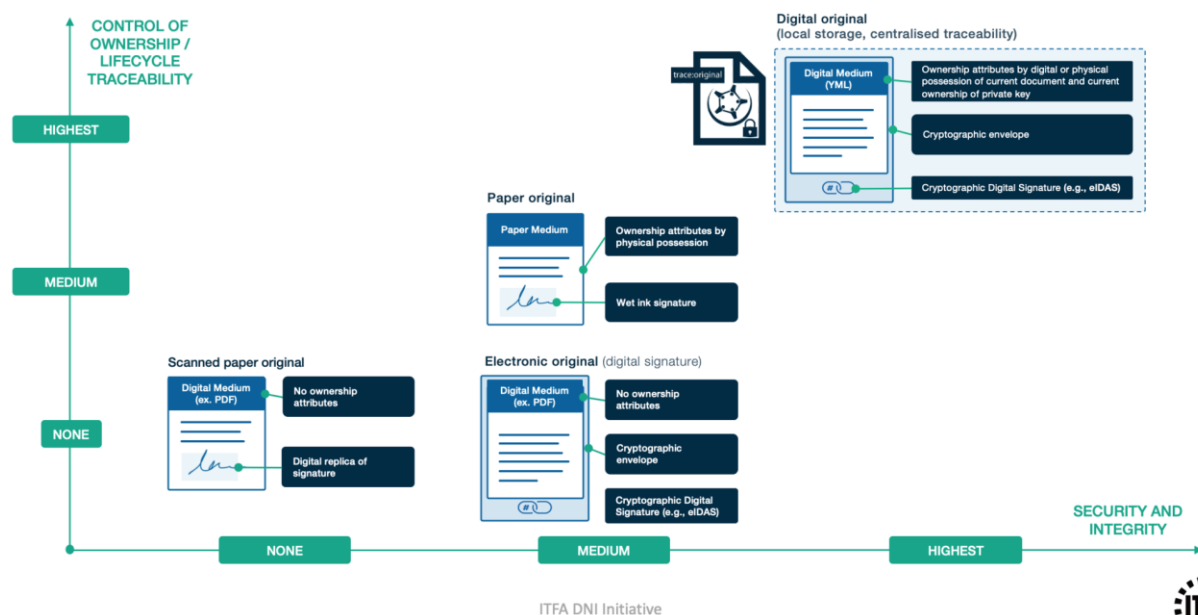 CONTROL OF
OWNERSHIP /
LIFECYCLE
TRACEABILITY
HIGHEST
MEDIUM
NONE
Digital original
(local storage, centralised traceability)
trace:original
Digital Medium
(YML)
Ownership attributes by digital or physical
possession of current document and current
ownership of private key
Cryptographic envelope
#
Cryptographic Digital Signature (e.g., eIDAS)
Paper original
Paper Medium
Ownership attributes by
physical possession
Wet ink signature
Scanned paper original
Digital Medium
(ex. PDF)
No ownership
attributes
Digital replica of
signature
Electronic original (digital signature)
Digital Medium
(ex. PDF)
No ownership
attributes
Cryptographic
envelope
#
Cryptographic Digital
Signature (e.g., eIDAS)
SECURITY AND
INTEGRITY
NONE
MEDIUM
HIGHEST
ITFA DNI Initiative